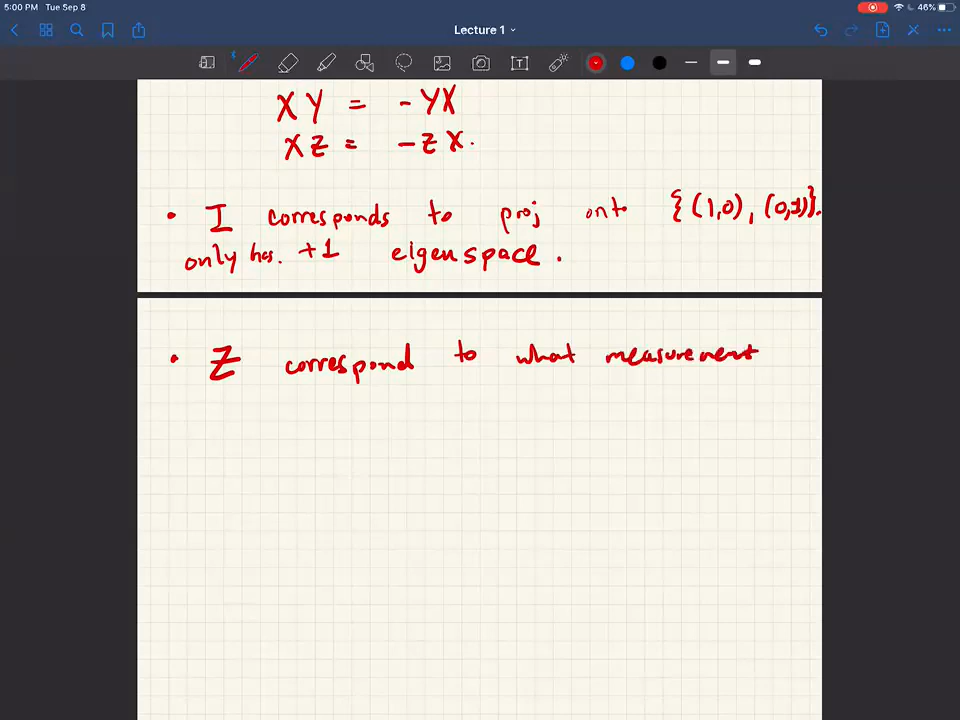 5:00 PM Tue Sep 8
46%
Lecture 1
T
XY = -YX
XZ = -ZX.
• I corresponds to proj onto {(1,0), (0,1)}.
only has. +1 eigenspace.
• Z correspond to what measurement